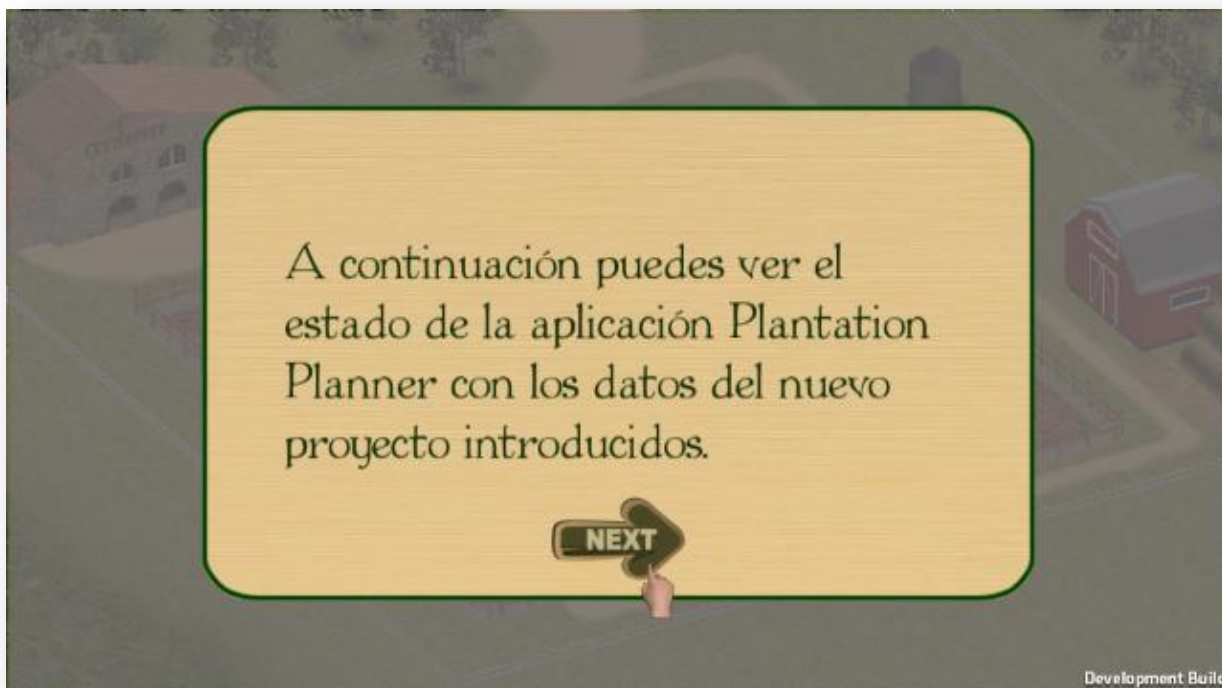 A continuación puedes ver el
estado de la aplicación Plantation
Planner con los datos del nuevo
proyecto introducidos.
NEXT
Development Build